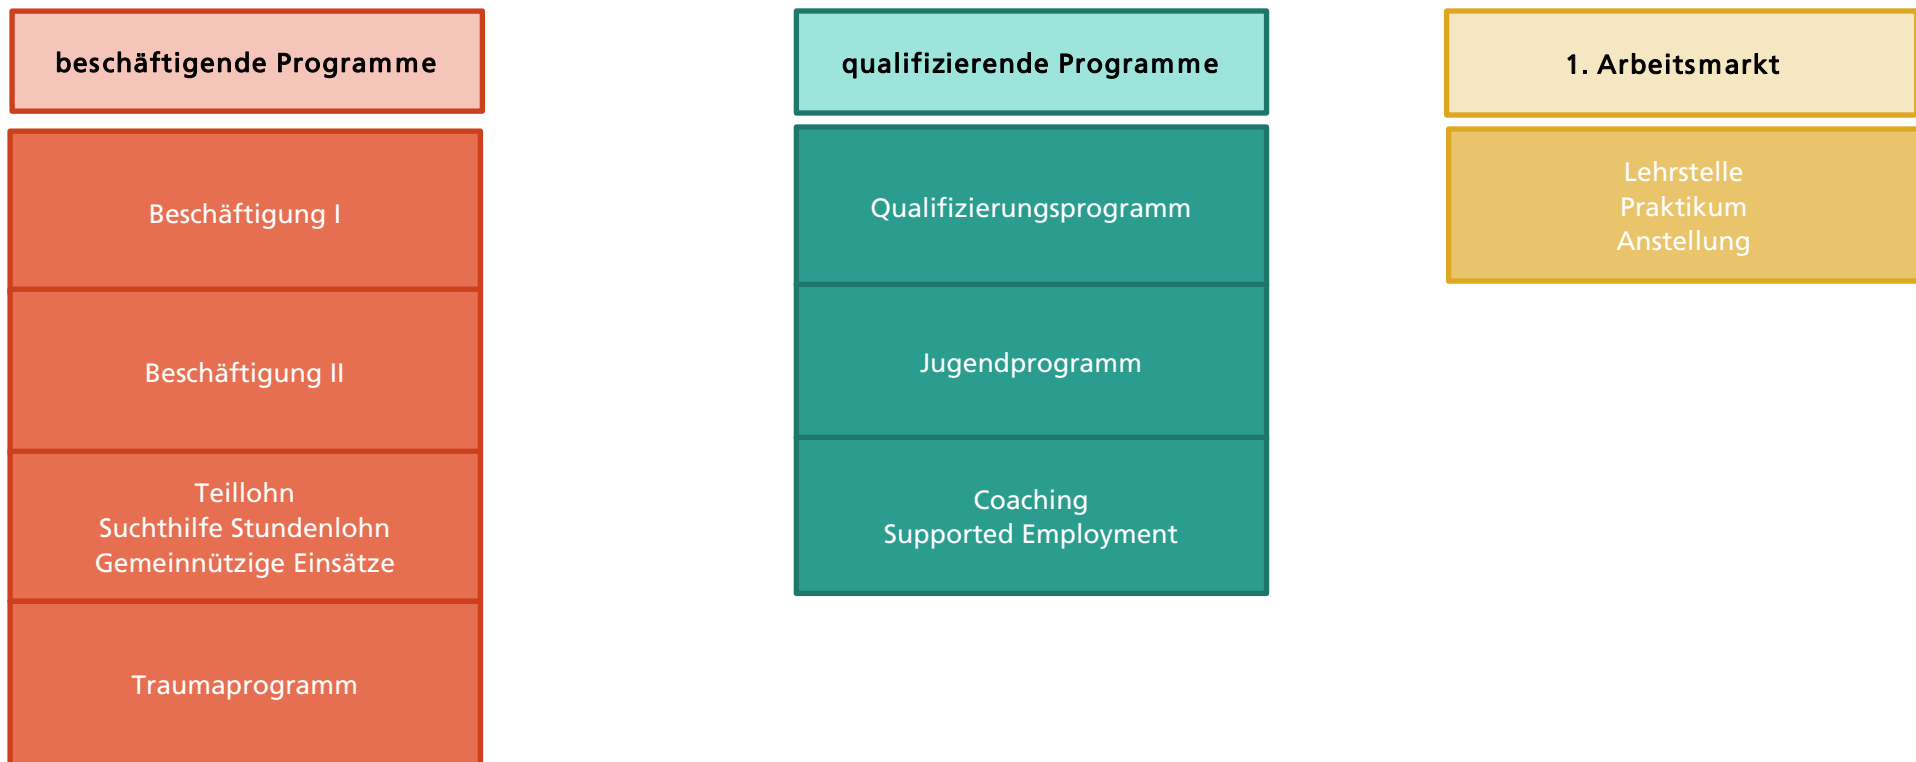 beschäftigende Programme
Beschäftigung I
Beschäftigung II
Teillohn
Suchthilfe Stundenlohn
Gemeinnützige Einsätze
Traumaprogramm
qualifizierende Programme
Qualifizierungsprogramm
Jugendprogramm
Coaching
Supported Employment
1. Arbeitsmarkt
Lehrstelle
Praktikum
Anstellung